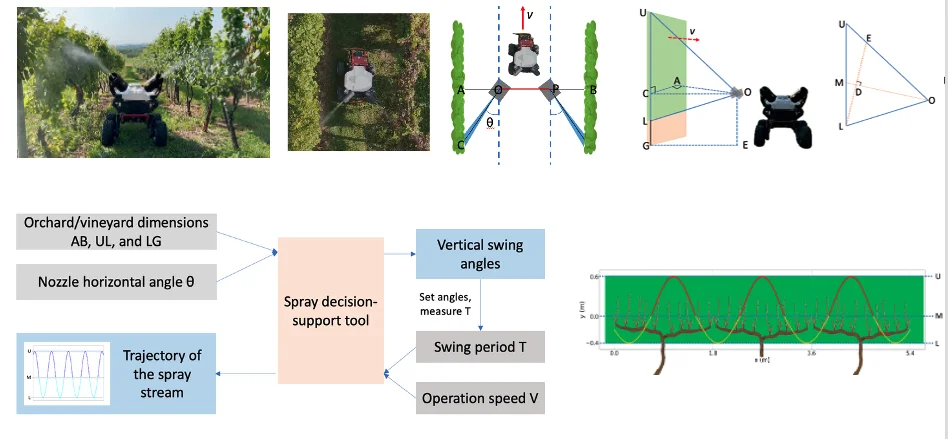 v
A
O
P
B
θ
C
U
v
A
C
O
L
G
E
U
E
M
D
O
L
Orchard/vineyard dimensions
AB, UL, and LG
Nozzle horizontal angle θ
Spray decision-
support tool
Vertical swing
angles
Set angles,
measure T
Swing period T
Operation speed V
Trajectory of
the spray
stream
U
M
L
0.6
0.0
−0.4
y (m)
0.0
1.8
3.6
5.4
x (m)
U
M
L